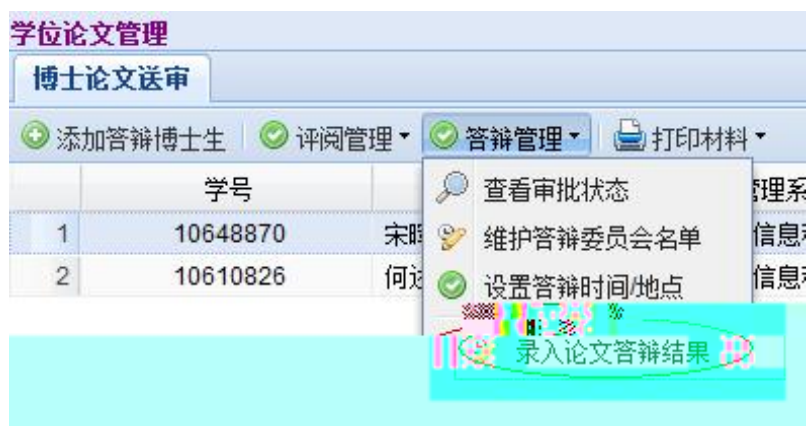 学位论文管理
博士论文送审
添加答辩博士生 评阅管理 答辩管理 打印材料
学号 查看审批状态 管理系
1 10648870 宋 维护答辩委员会名单 信息
2 10610826 何 设置答辩时间/地点 信息
录入论文答辩结果